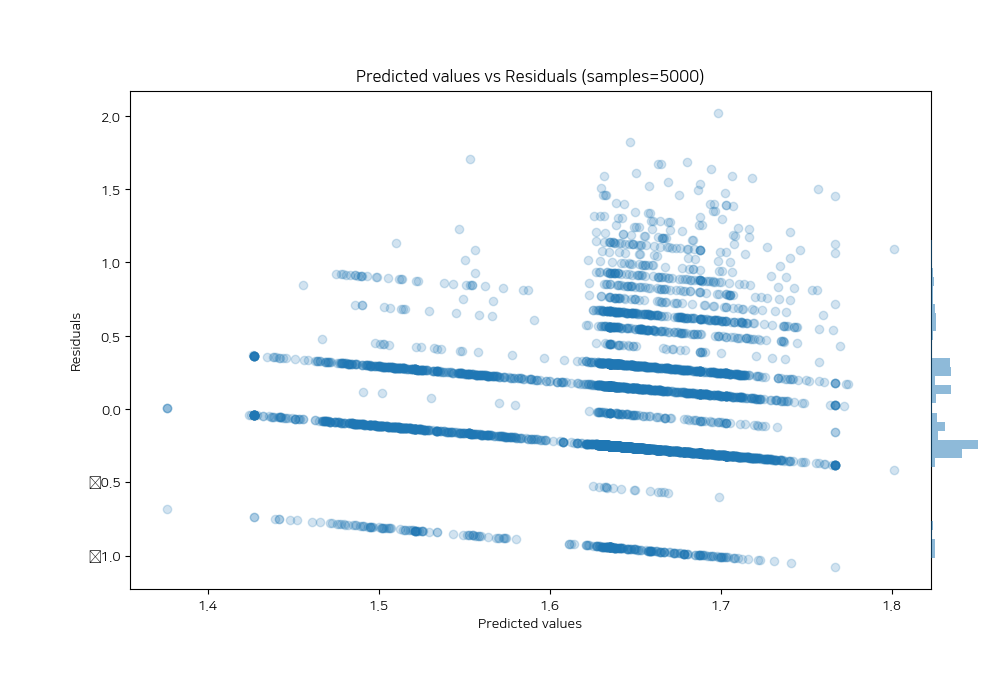 Predicted values vs Residuals (samples=5000)
2.0
1.5
1.0
0.5
0.0
□0.5
□1.0
Residuals
1.4 1.5 1.6 1.7 1.8
Predicted values